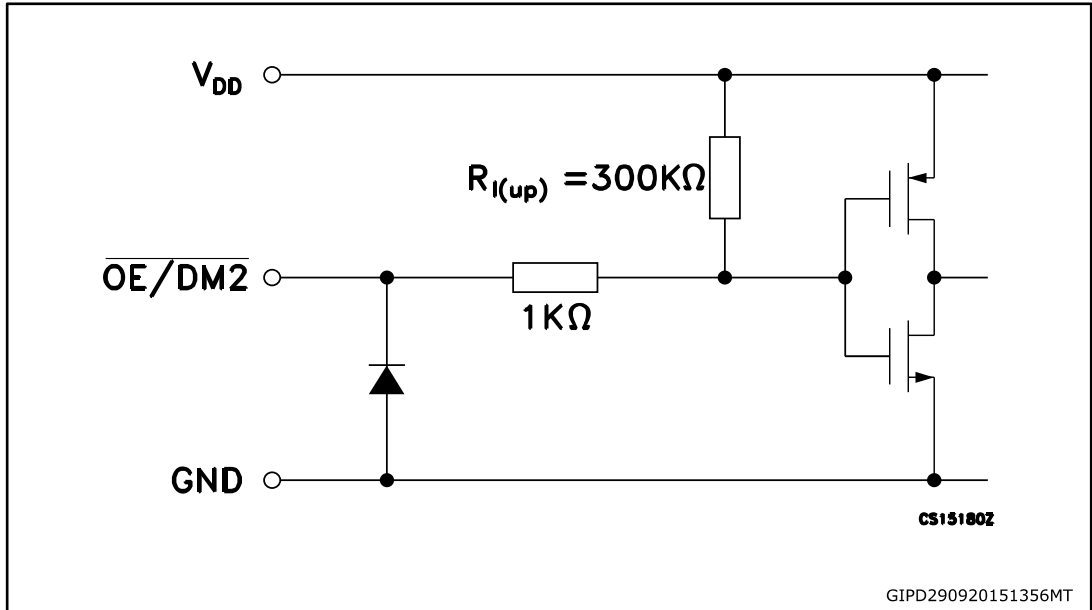 VDD
RI(up) =300KΩ
OE/DM2
1KΩ
GND
CS15180Z
GIPD290920151356MT